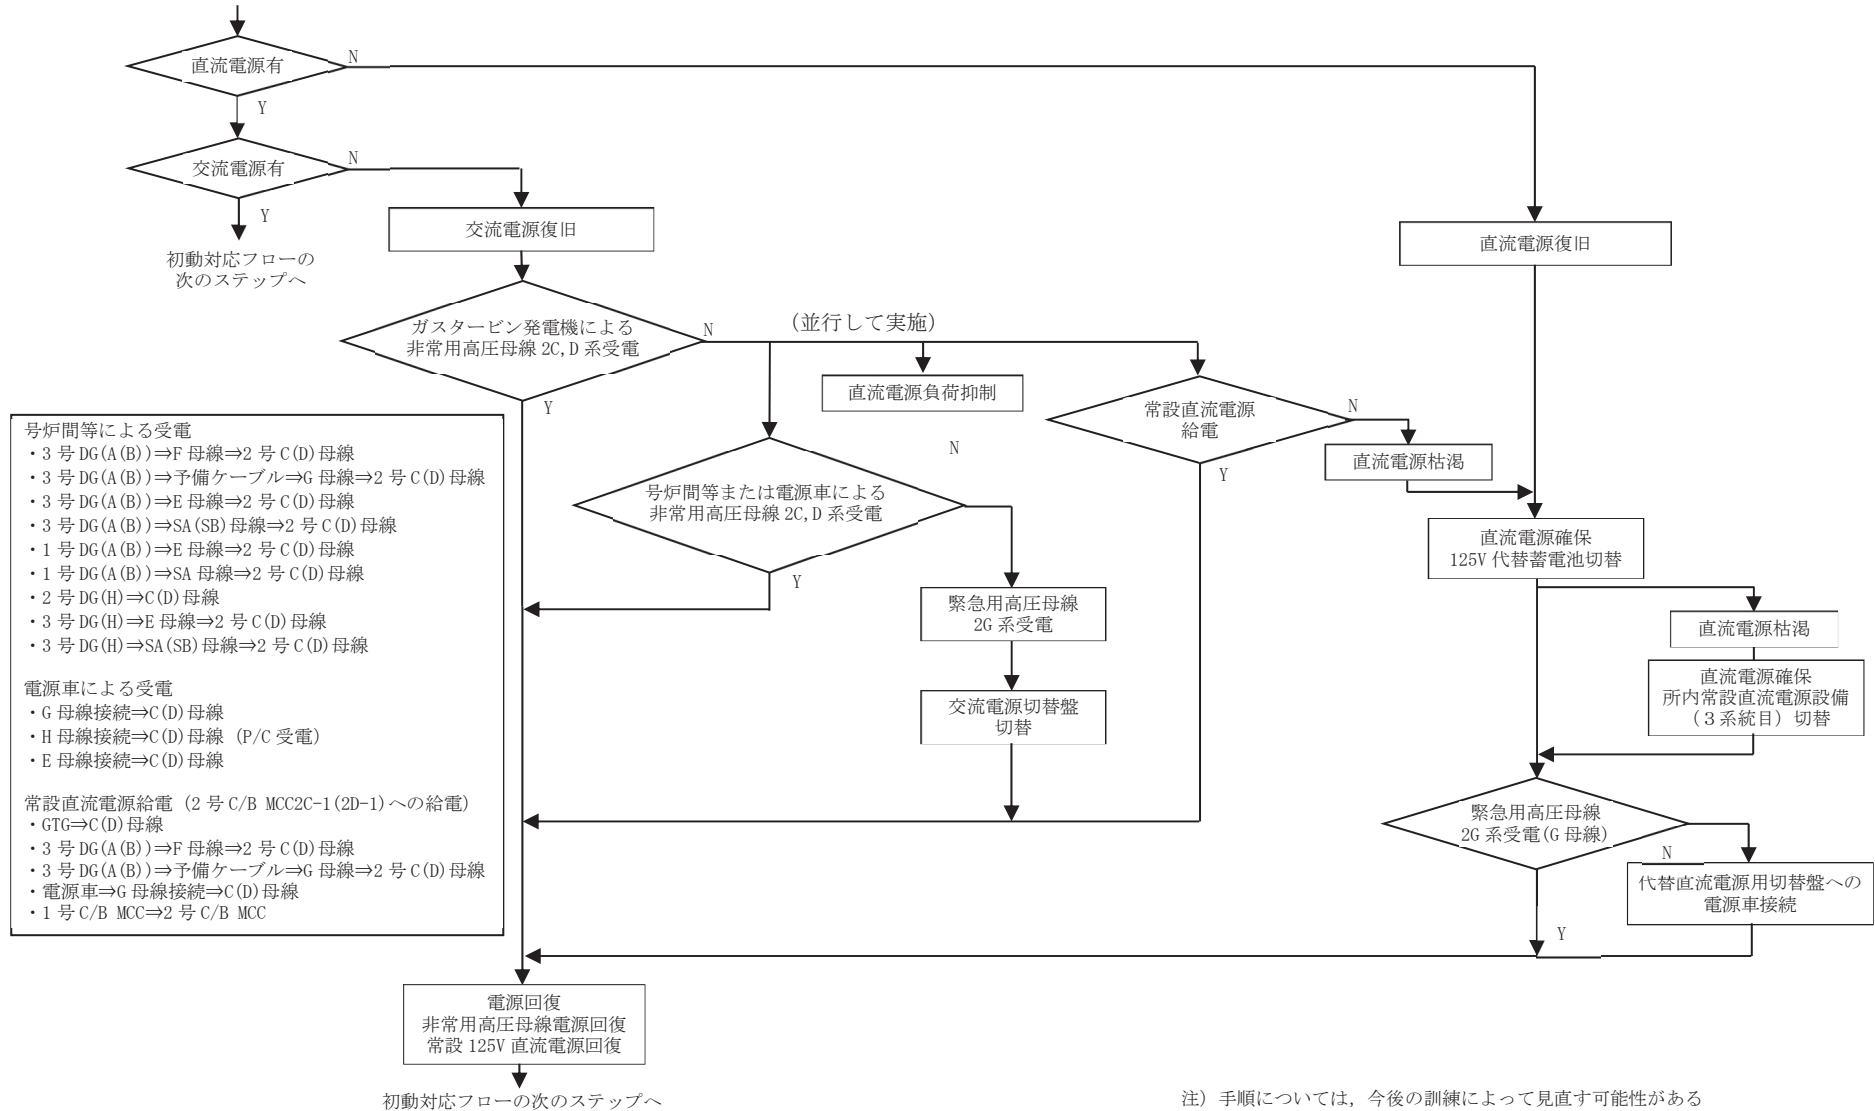 直流電源有
N
Y
交流電源有
N
Y
初動対応フローの
次のステップへ
交流電源復旧
直流電源復旧
ガスタービン発電機による
非常用高圧母線 2C, D 系受電
N
Y
（並行して実施）
直流電源負荷抑制
常設直流電源
給電
N
Y
直流電源枯渇
号炉間等または電源車による
非常用高圧母線 2C, D 系受電
N
Y
緊急用高圧母線
2G 系受電
交流電源切替盤
切替
直流電源確保
125V 代替蓄電池切替
直流電源枯渇
直流電源確保
所内常設直流電源設備
（３系統目）切替
緊急用高圧母線
2G 系受電(G 母線)
N
Y
代替直流電源用切替盤への
電源車接続
号炉間等による受電
・3 号 DG(A(B))⇒F 母線⇒2 号 C(D)母線
・3 号 DG(A(B))⇒予備ケーブル⇒G 母線⇒2 号 C(D)母線
・3 号 DG(A(B))⇒E 母線⇒2 号 C(D)母線
・3 号 DG(A(B))⇒SA(SB)母線⇒2 号 C(D)母線
・1 号 DG(A(B))⇒E 母線⇒2 号 C(D)母線
・1 号 DG(A(B))⇒SA 母線⇒2 号 C(D)母線
・2 号 DG(H)⇒C(D)母線
・3 号 DG(H)⇒E 母線⇒2 号 C(D)母線
・3 号 DG(H)⇒SA(SB)母線⇒2 号 C(D)母線
電源車による受電
・G 母線接続⇒C(D)母線
・H 母線接続⇒C(D)母線（P/C 受電）
・E 母線接続⇒C(D)母線
常設直流電源給電（2 号 C/B MCC2C-1(2D-1)への給電）
・GTG⇒C(D)母線
・3 号 DG(A(B))⇒F 母線⇒2 号 C(D)母線
・3 号 DG(A(B))⇒予備ケーブル⇒G 母線⇒2 号 C(D)母線
・電源車⇒G 母線接続⇒C(D)母線
・1 号 C/B MCC⇒2 号 C/B MCC
電源回復
非常用高圧母線電源回復
常設 125V 直流電源回復
初動対応フローの次のステップへ
注）手順については，今後の訓練によって見直す可能性がある